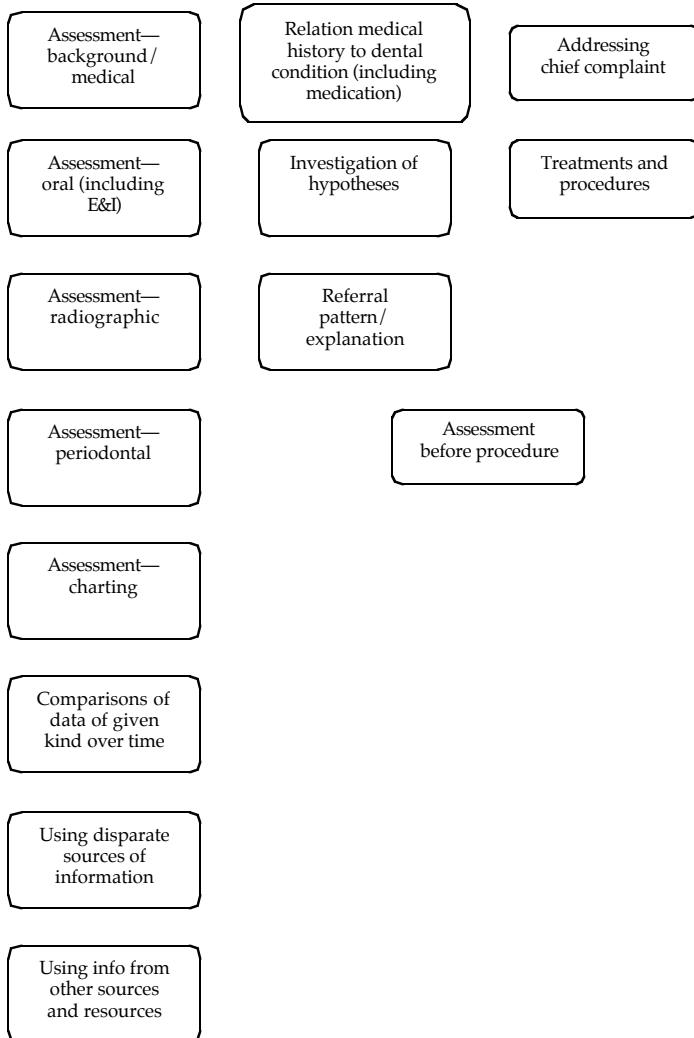 Assessment—
background/
medical
Relation medical
history to dental
condition (including
medication)
Addressing
chief complaint
Assessment—
oral (including
E&I)
Investigation of
hypotheses
Treatments and
procedures
Assessment—
radiographic
Referral
pattern/
explanation
Assessment—
periodontal
Assessment
before procedure
Assessment—
charting
Comparisons of
data of given
kind over time
Using disparate
sources of
information
Using info from
other sources
and resources